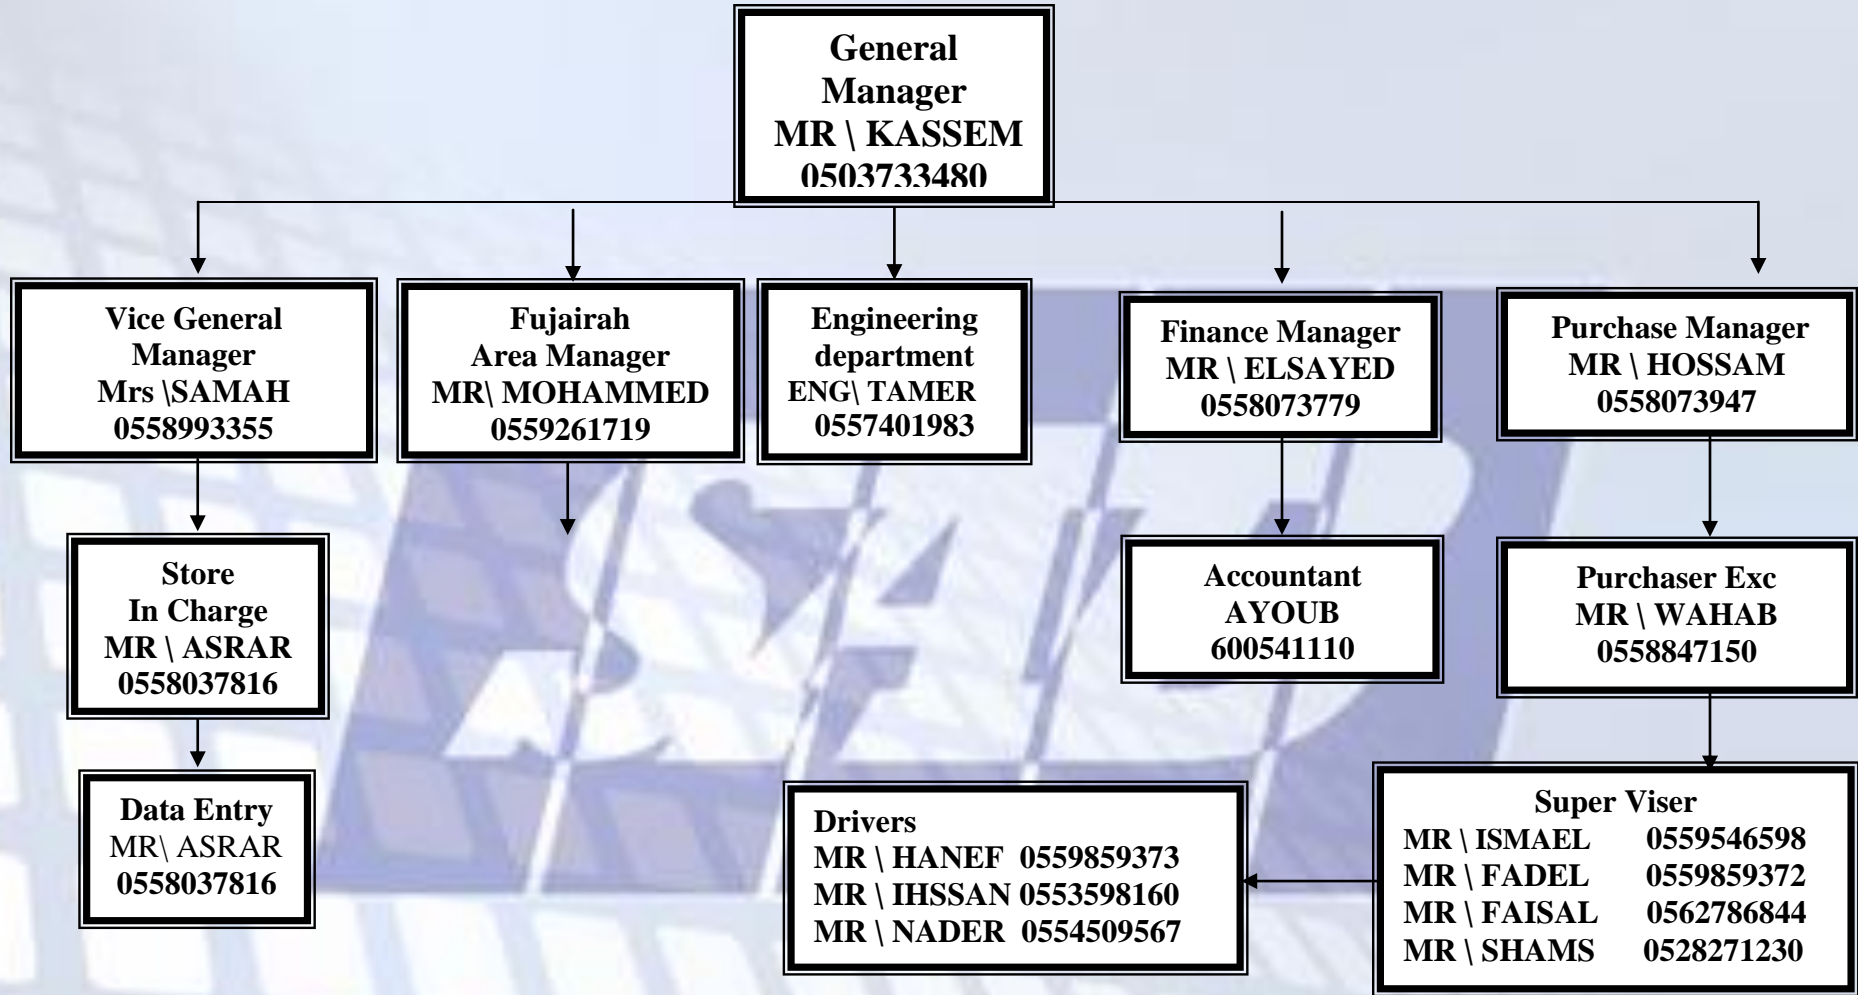 General
Manager
MR \ KASSEM
0503733480
Vice General
Manager
Mrs \SAMAH
0558993355
Fujairah
Area Manager
MR\ MOHAMMED
0559261719
Engineering
department
ENG\ TAMER
0557401983
Finance Manager
MR \ ELSAYED
0558073779
Purchase Manager
MR \ HOSSAM
0558073947
Store
In Charge
MR \ ASRAR
0558037816
Accountant
AYOUB
600541110
Purchaser Exc
MR \ WAHAB
0558847150
Data Entry
MR\ ASRAR
0558037816
Drivers
MR \ HANEF 0559859373
MR \ IHSSAN 0553598160
MR \ NADER 0554509567
Super Viser
MR \ ISMAEL 0559546598
MR \ FADEL 0559859372
MR \ FAISAL 0562786844
MR \ SHAMS 0528271230